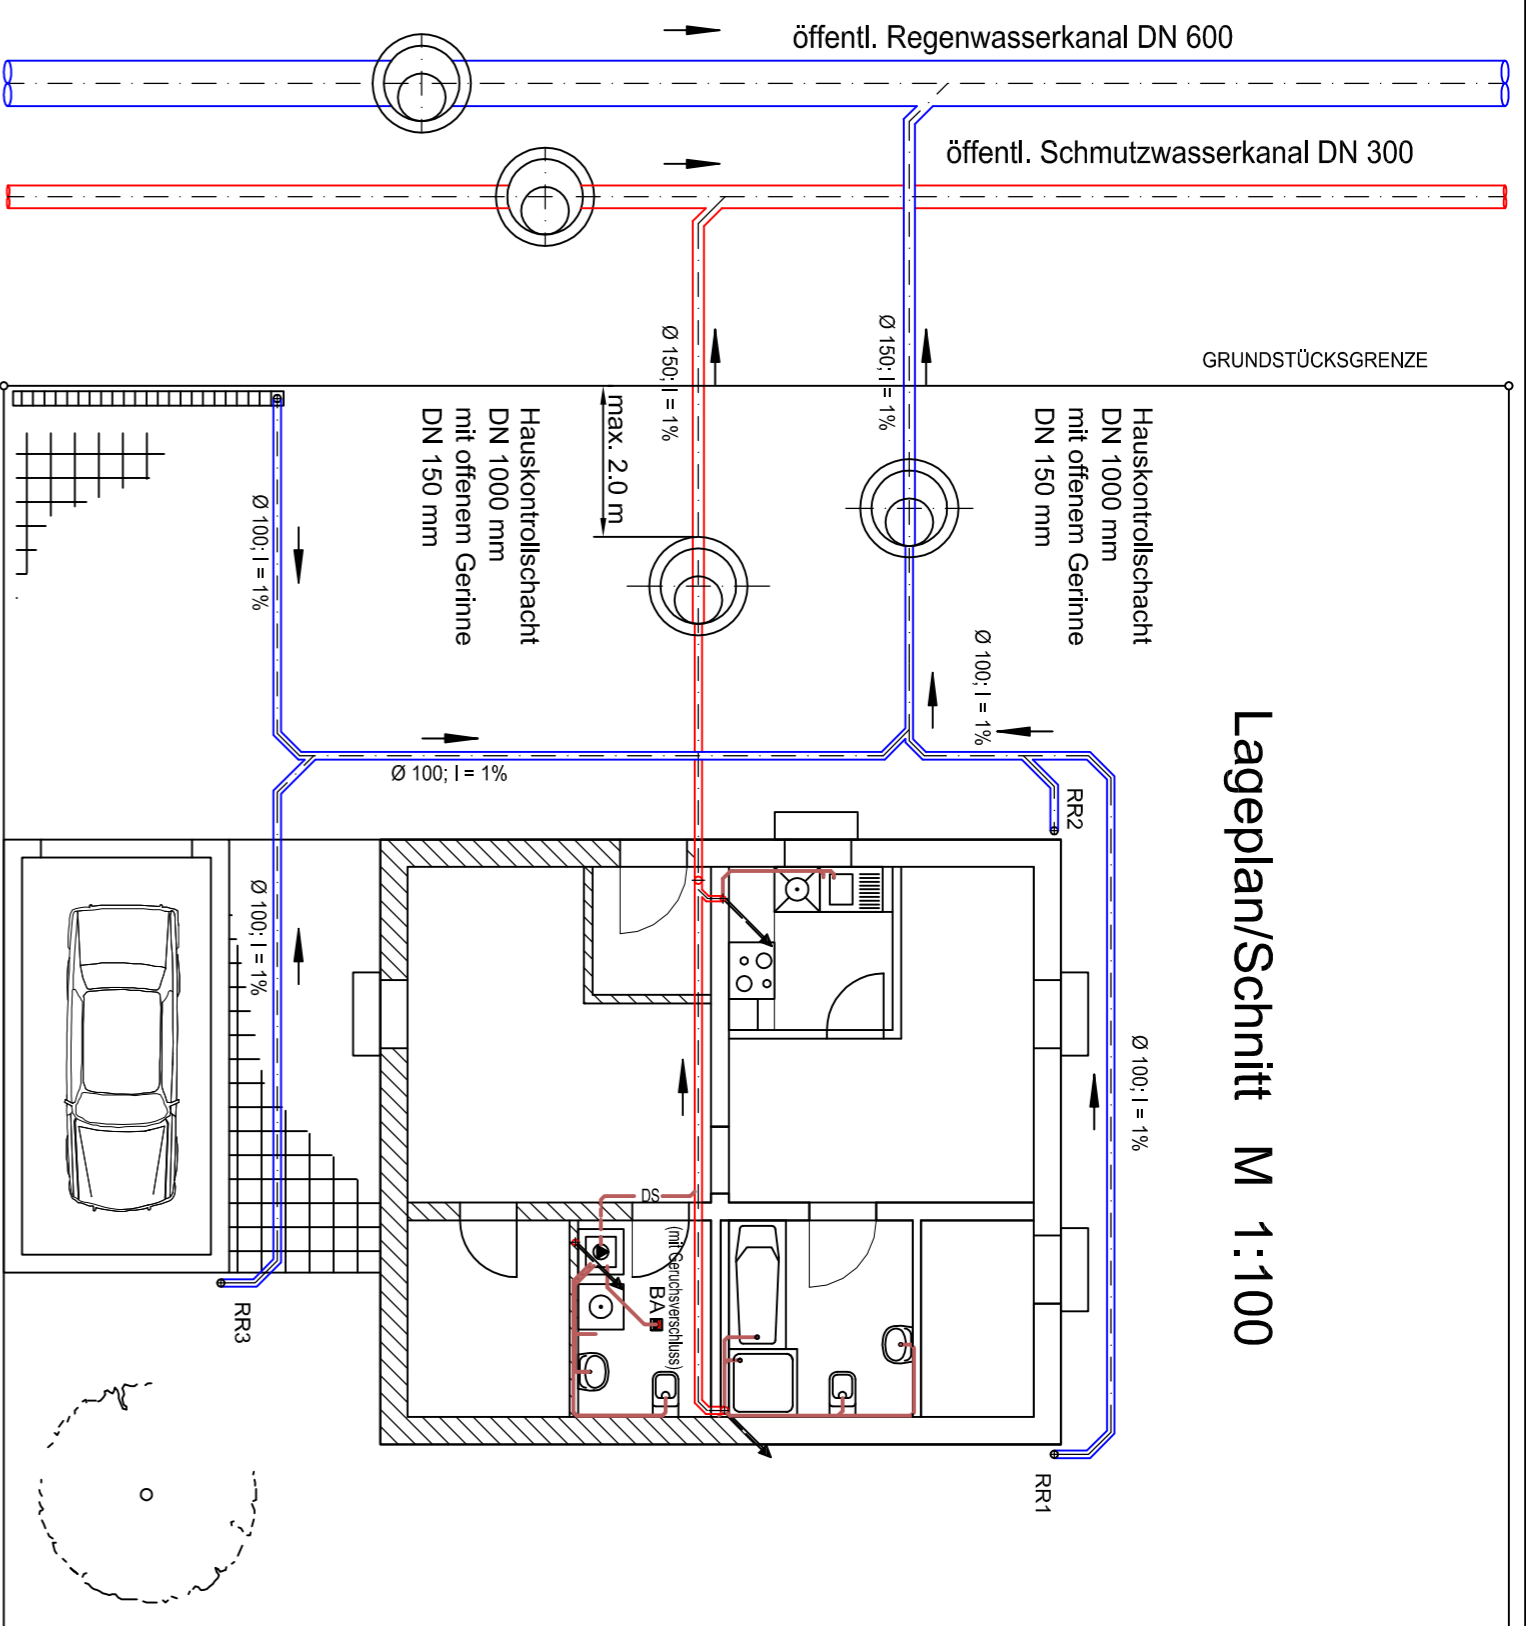 öffentl. Regenwasserkanal DN 600
öffentl. Schmutzwasserkanal DN 300
GRUNDSTÜCKSGRENZE
Ø 150; I = 1%
Ø 150; I = 1%
max. 2.0 m
Hauskontrollschacht
DN 1000 mm
mit offenem Gerinne
DN 150 mm
Hauskontrollschacht
DN 1000 mm
mit offenem Gerinne
DN 150 mm
Ø 100; I = 1%
Ø 100; I = 1%
Ø 100; I = 1%
RR2
Lageplan/Schnitt M 1:100
Ø 100; I = 1%
Ø 100; I = 1%
DS
(mit Geruchsverschluss)
BA
RR3
RR1